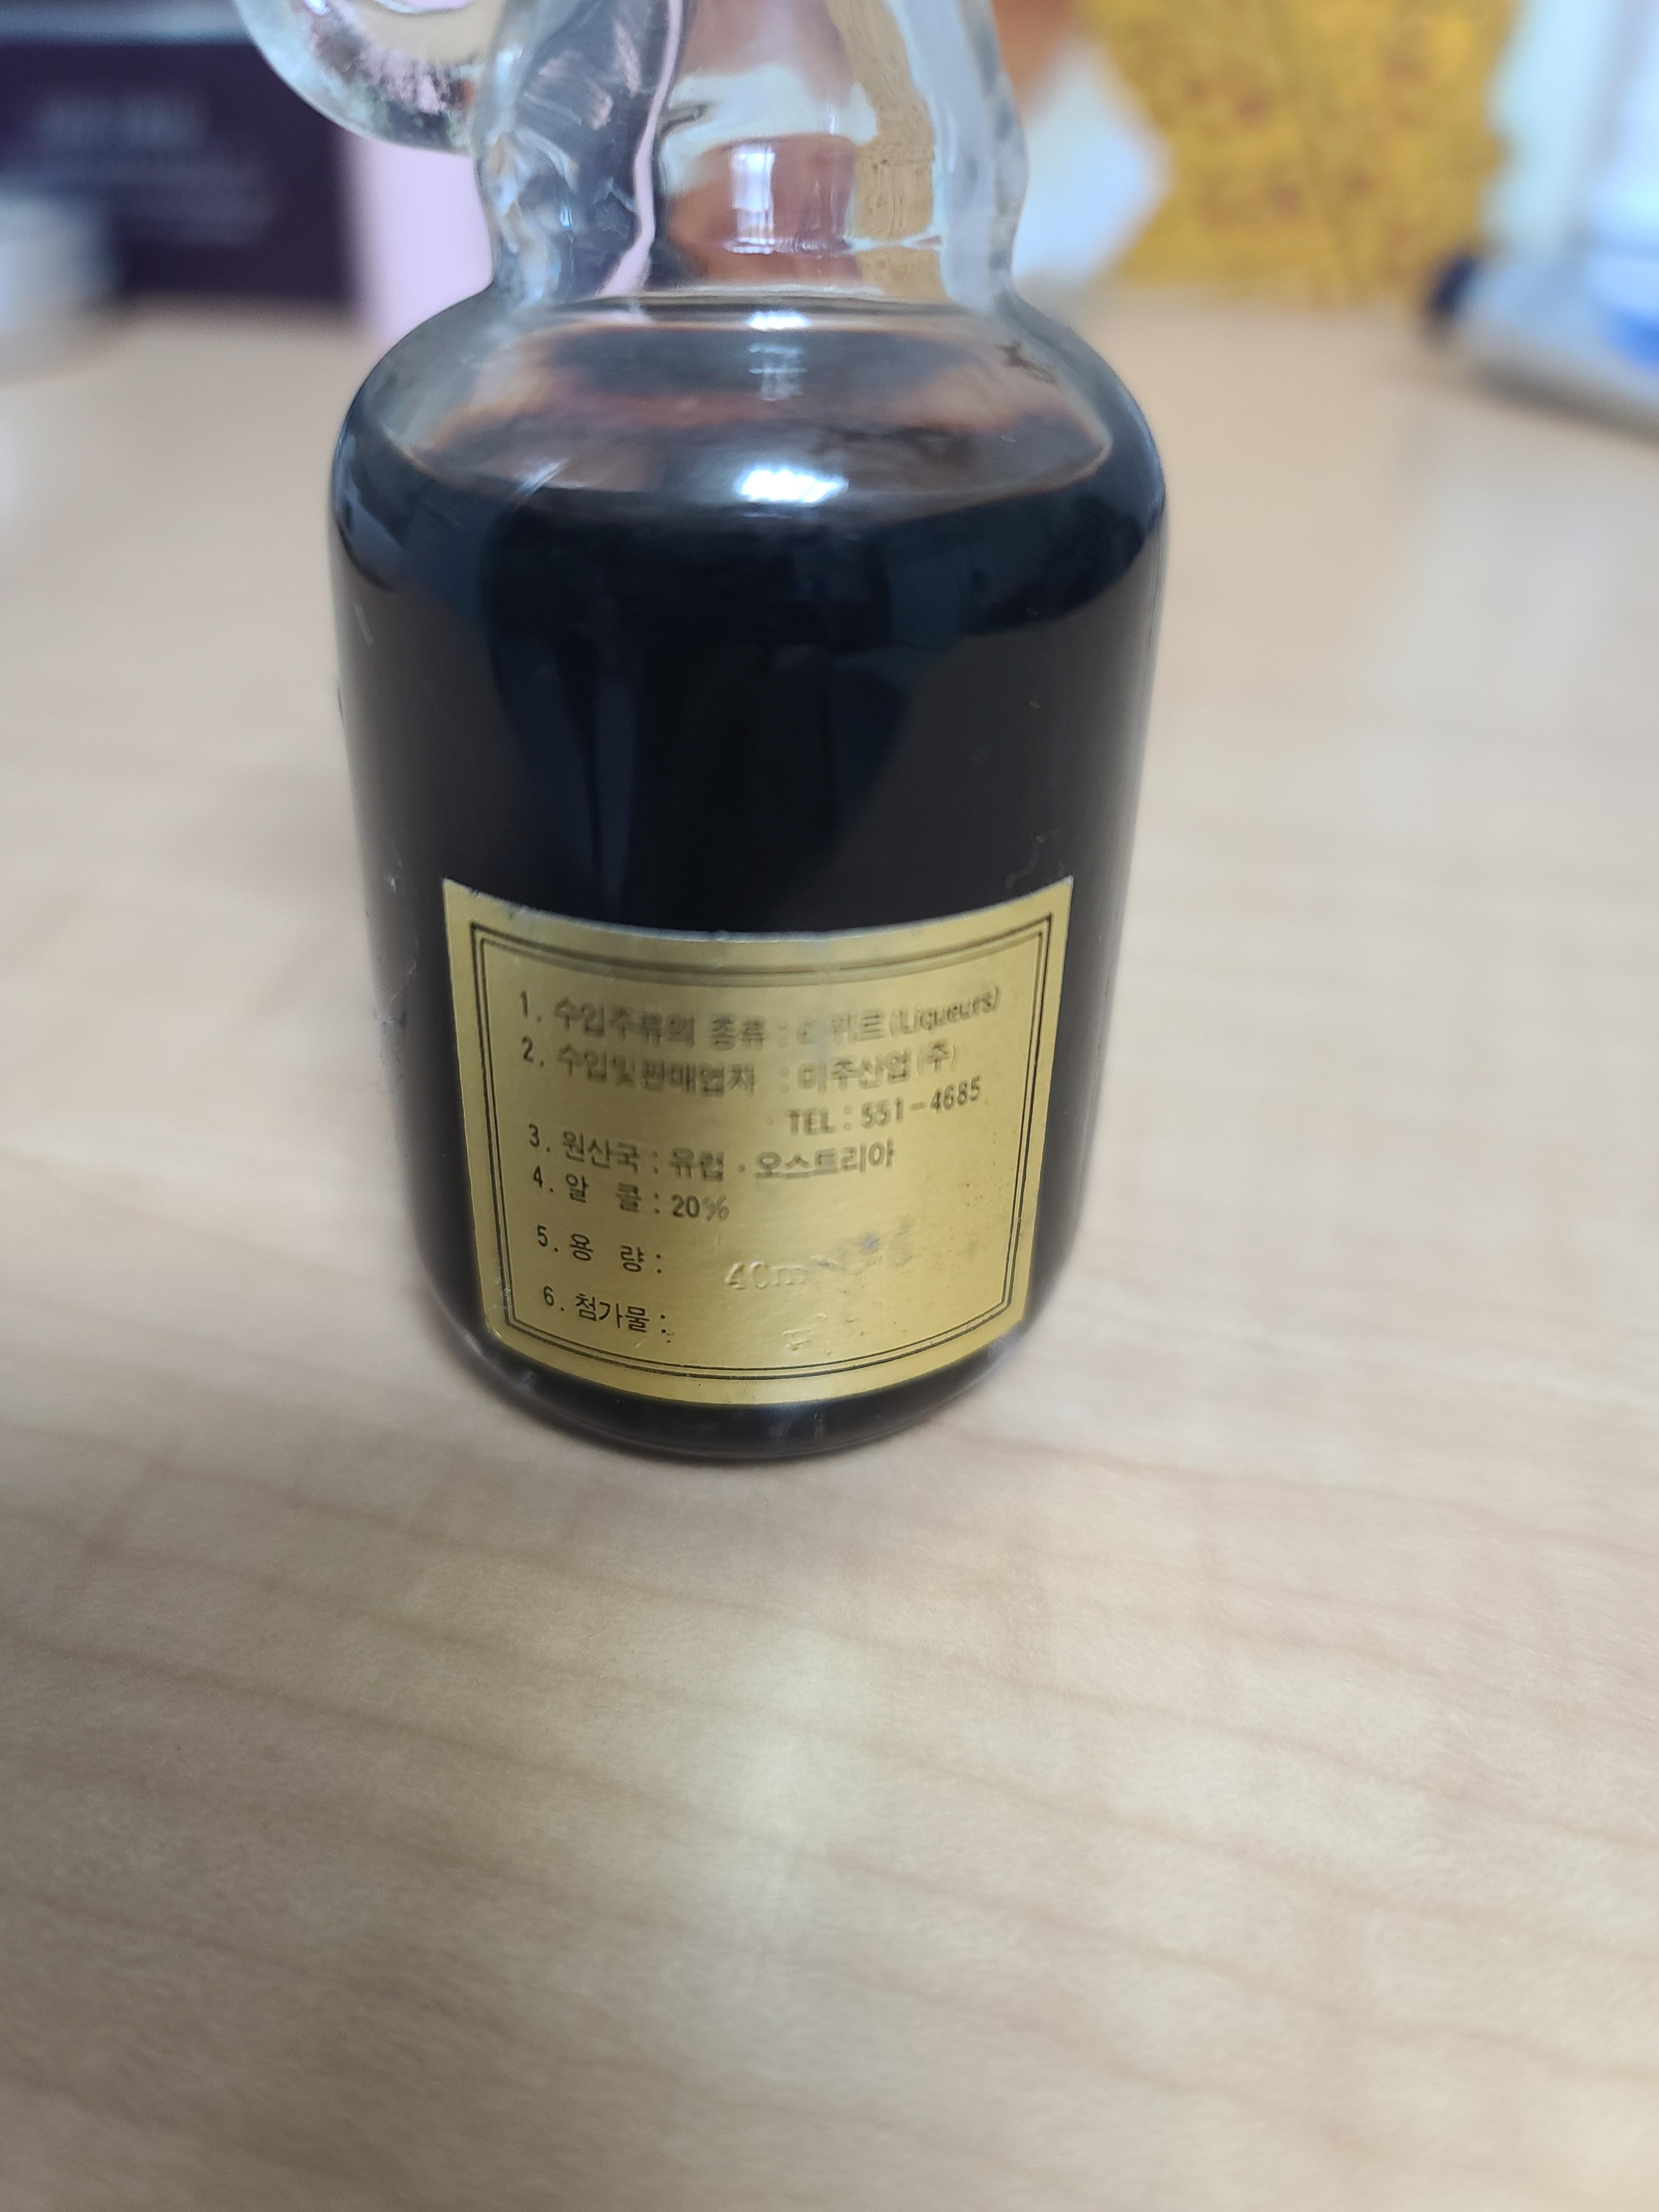 1. 수입주류의 종류 : 리퀴르(Liqueurs)
2. 수입및판매업자 : 미주산업(주)
TEL : 551-4685
3. 원산국 : 유럽 · 오스트리아
4. 알 콜 : 20%
5. 용 량 : 40ml
6. 첨가물 :